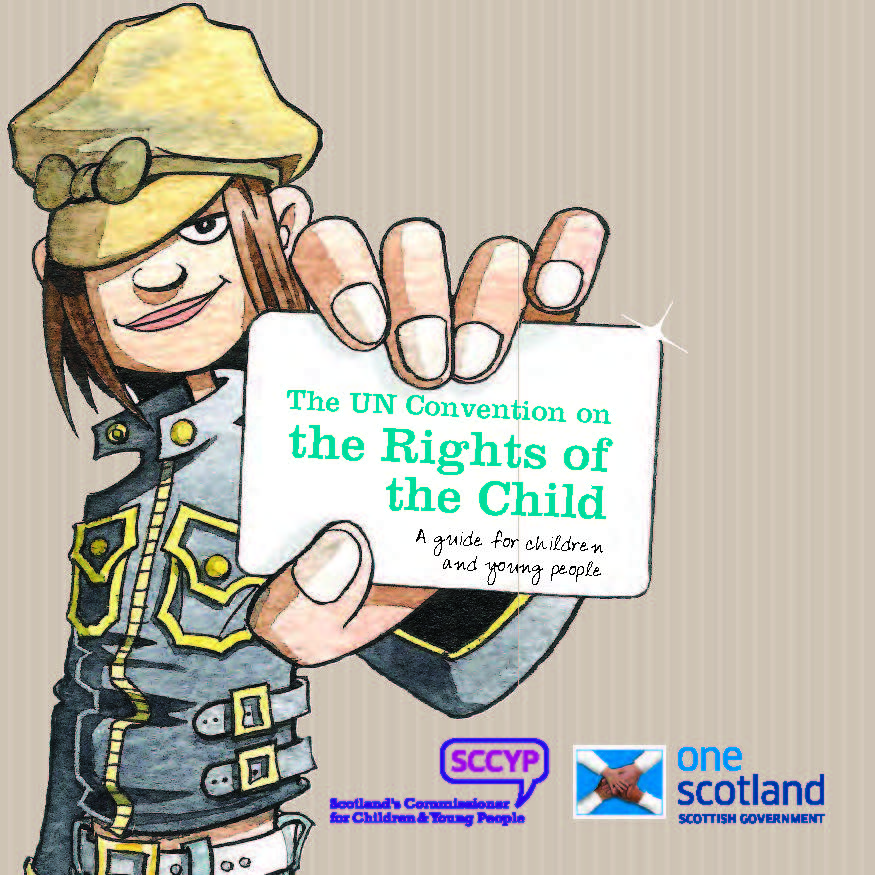 The UN Convention on
the Rights of
the Child
A guide for children
and young people
SCCYP
Scotland's Commissioner
for Children & Young People
one
scotland
SCOTTISH GOVERNMENT